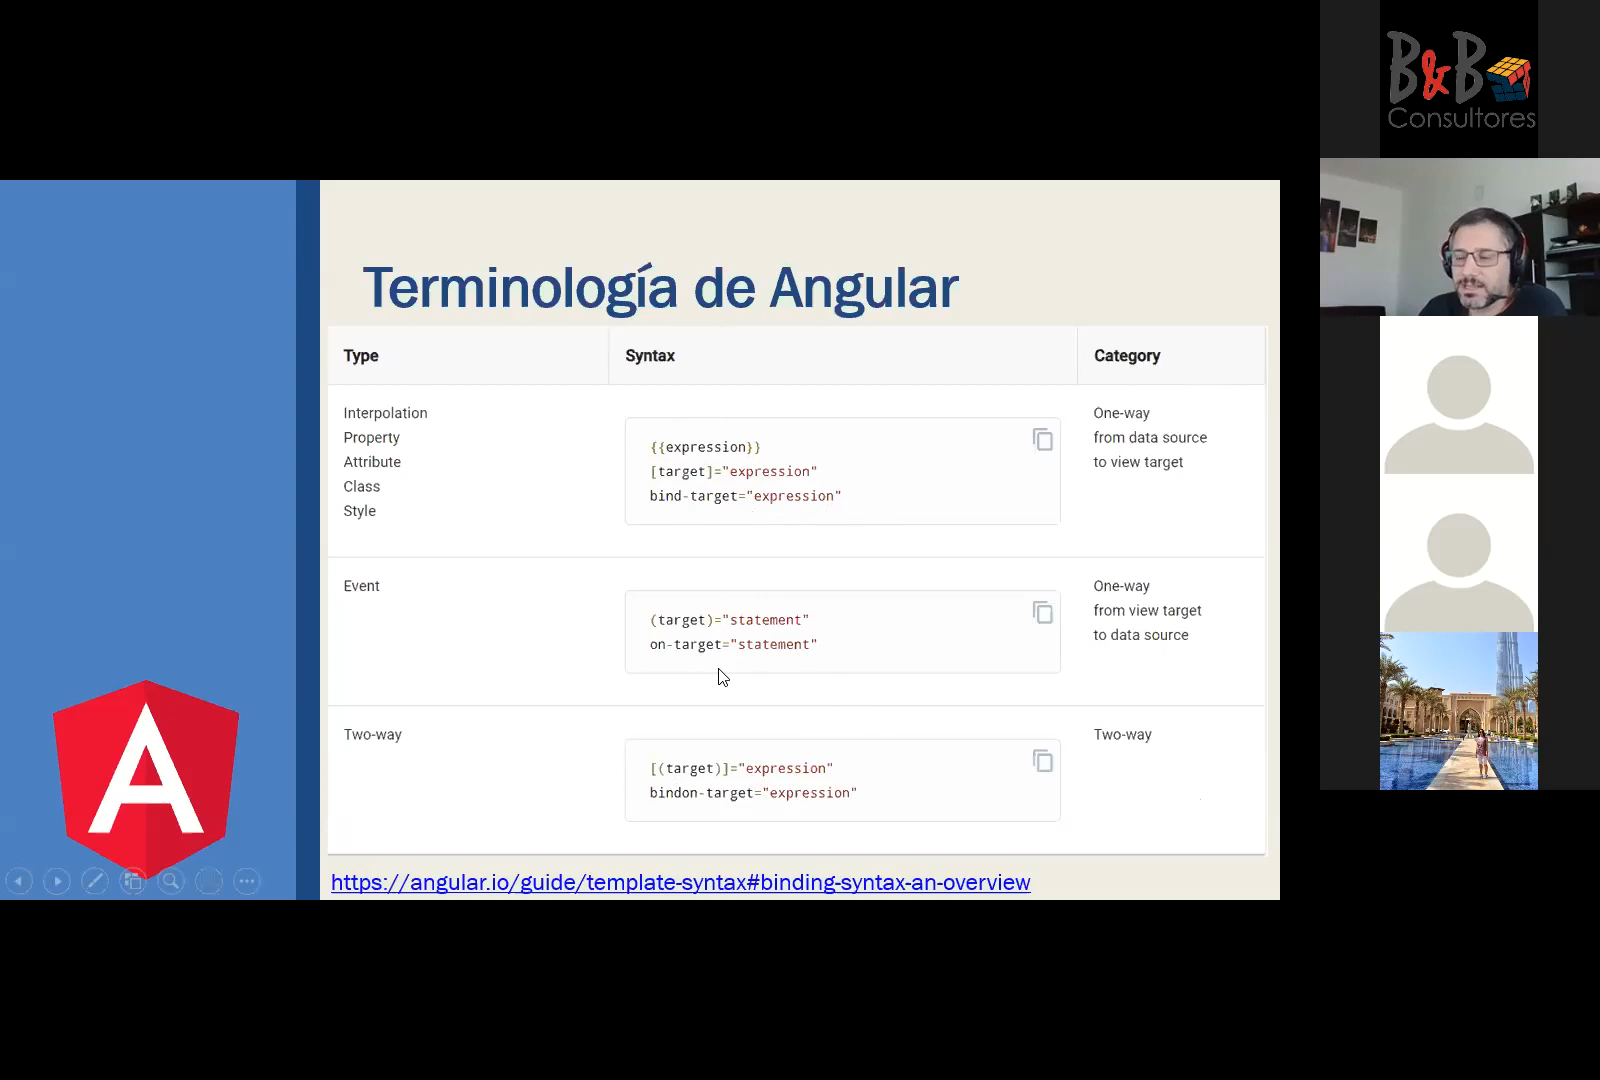 B&B
Consultores
Terminología de Angular
Type
Syntax
Category
Interpolation
Property
Attribute
Class
Style
{{expression}}
[target]="expression"
bind-target="expression"
One-way
from data source
to view target
Event
(target)="statement"
on-target="statement"
One-way
from view target
to data source
Two-way
[(target)]="expression"
bindon-target="expression"
Two-way
https://angular.io/guide/template-syntax#binding-syntax-an-overview